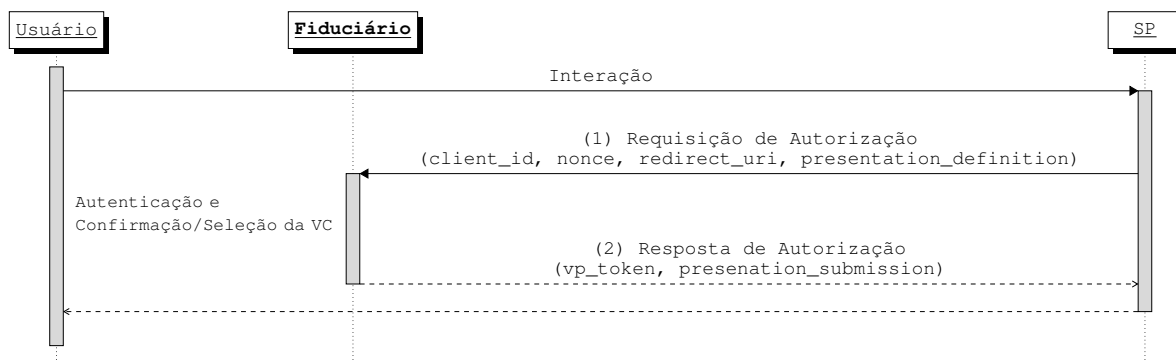 Usuário
Fiduciário
SP
Interação
(1) Requisição de Autorização
(client_id, nonce, redirect_uri, presentation_definition)
Autenticação e
Confirmação/Seleção da VC
(2) Resposta de Autorização
(vp_token, presenation_submission)